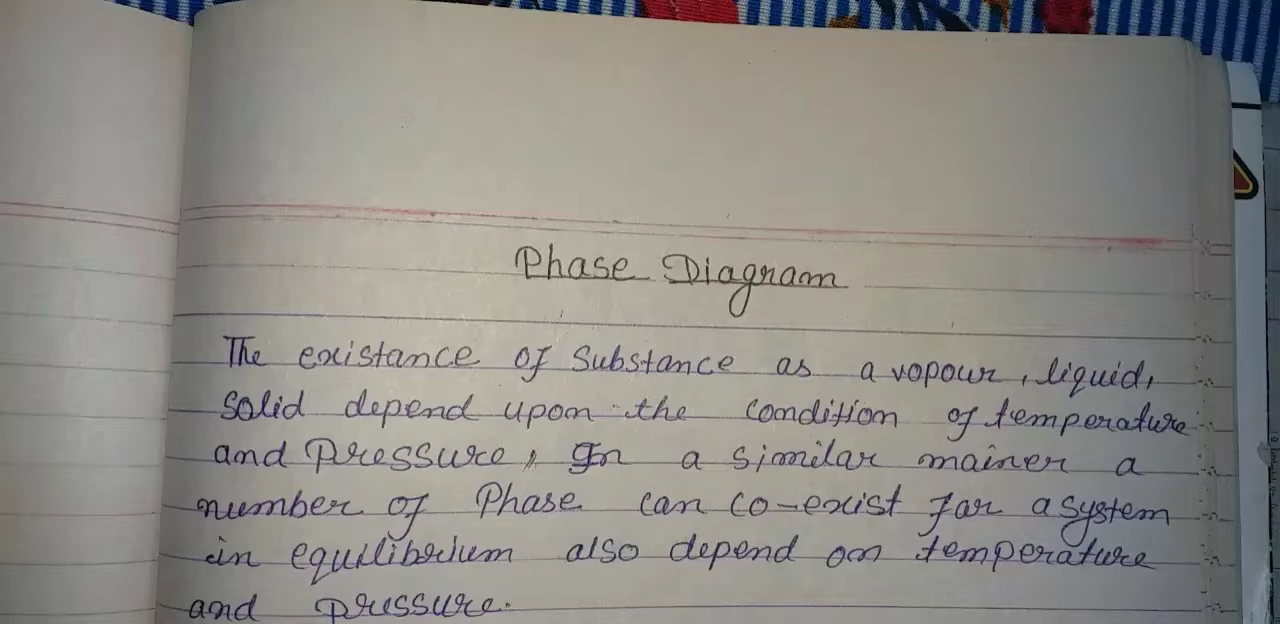 Phase Diagram
The existance of Substance as a vopour, liquid,
Solid depend upon the condition of temperature
and Pressure, In a similar mainer a
number of Phase can co-exist for a system
in equilibrium also depend on temperature
and pressure.